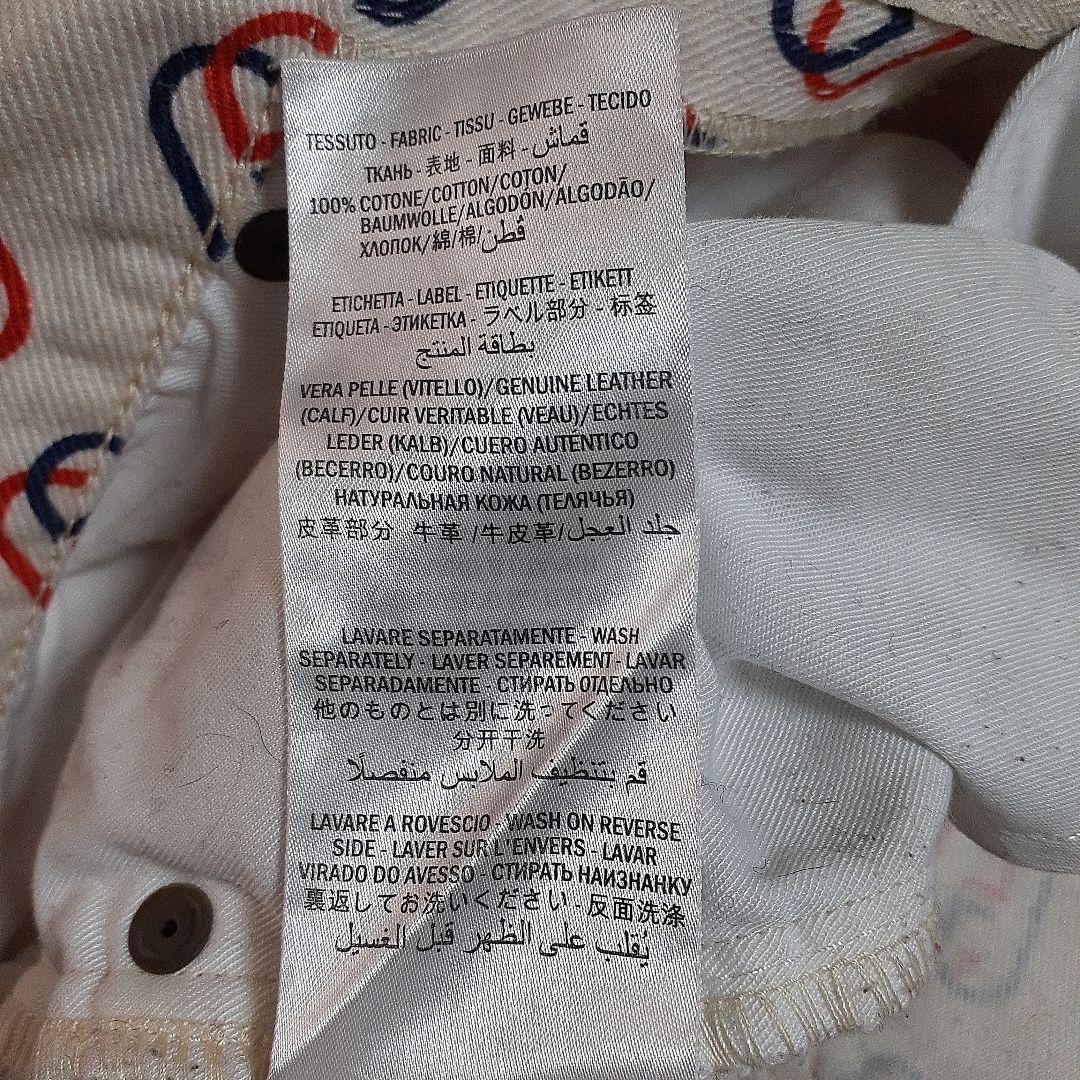 TESSUTO - FABRIC - TISSU - GEWEBE - TECIDO
ТКАНЬ - 表地 - 面料 - قماش
100% COTONE/COTTON/COTON/
BAUMWOLLE/ALGODÓN/ALGODÃO/
ХЛОПОК/綿/棉/قُطن
ETICHETTA - LABEL - ETIQUETTE - ETIKETT
ETIQUETA - ЭТИКЕТКА - ラベル部分 - 标签
بطاقة المنتج
VERA PELLE (VITELLO)/GENUINE LEATHER
(CALF)/CUIR VERITABLE (VEAU)/ECHTES
LEDER (KALB)/CUERO AUTENTICO
(BECERRO)/COURO NATURAL (BEZERRO)
НАТУРАЛЬНАЯ КОЖА (ТЕЛЯЧЬЯ)
皮革部分 牛革 /牛皮革/جلد العجل
LAVARE SEPARATAMENTE - WASH
SEPARATELY - LAVER SEPAREMENT - LAVAR
SEPARADAMENTE - СТИРАТЬ ОТДЕЛЬНО
他のものとは別に洗ってください
分开干洗
قم بتنظيف الملابس منفصلًا
LAVARE A ROVESCIO - WASH ON REVERSE
SIDE - LAVER SUR L'ENVERS - LAVAR
VIRADO DO AVESSO - СТИРАТЬ НАИЗНАНКУ
裏返してお洗いください - 反面洗涤
يُقلب على الظهر قبل الغسيل